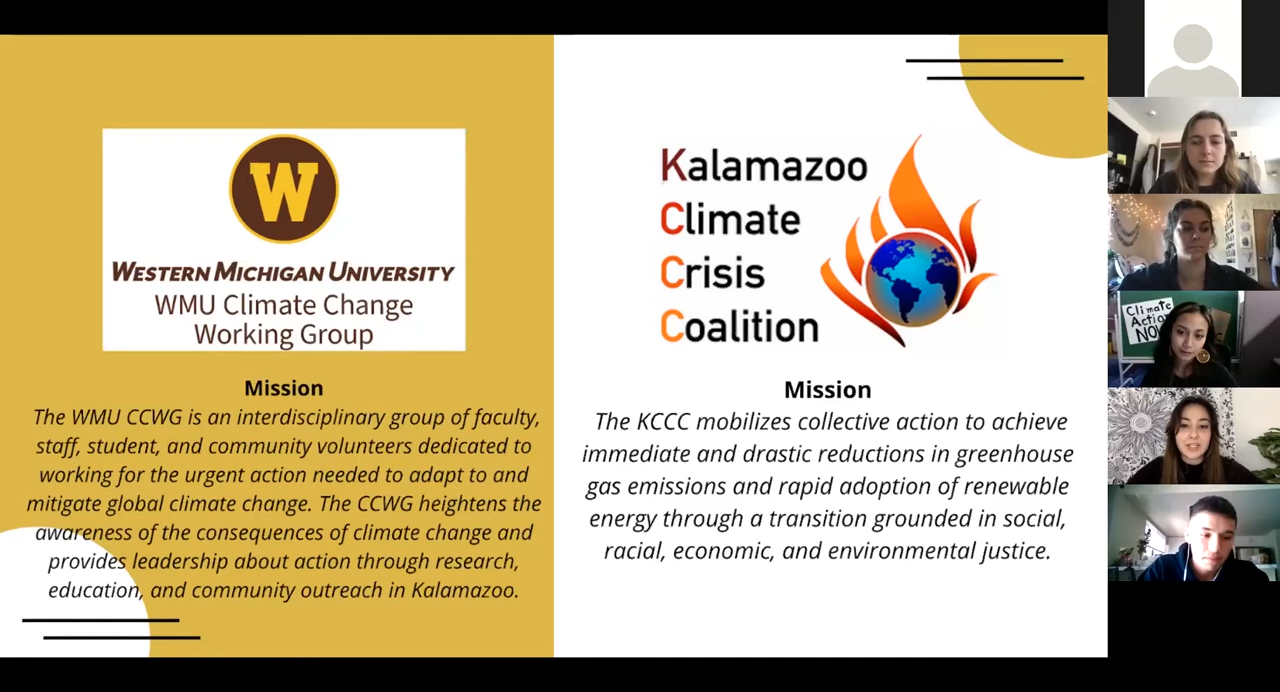 W
WESTERN MICHIGAN UNIVERSITY
WMU Climate Change
Working Group
Mission
The WMU CCWG is an interdisciplinary group of faculty,
staff, student, and community volunteers dedicated to
working for the urgent action needed to adapt to and
mitigate global climate change. The CCWG heightens the
awareness of the consequences of climate change and
provides leadership about action through research,
education, and community outreach in Kalamazoo.
Kalamazoo
Climate
Crisis
Coalition
Mission
The KCCC mobilizes collective action to achieve
immediate and drastic reductions in greenhouse
gas emissions and rapid adoption of renewable
energy through a transition grounded in social,
racial, economic, and environmental justice.
Climate
Action
NOW